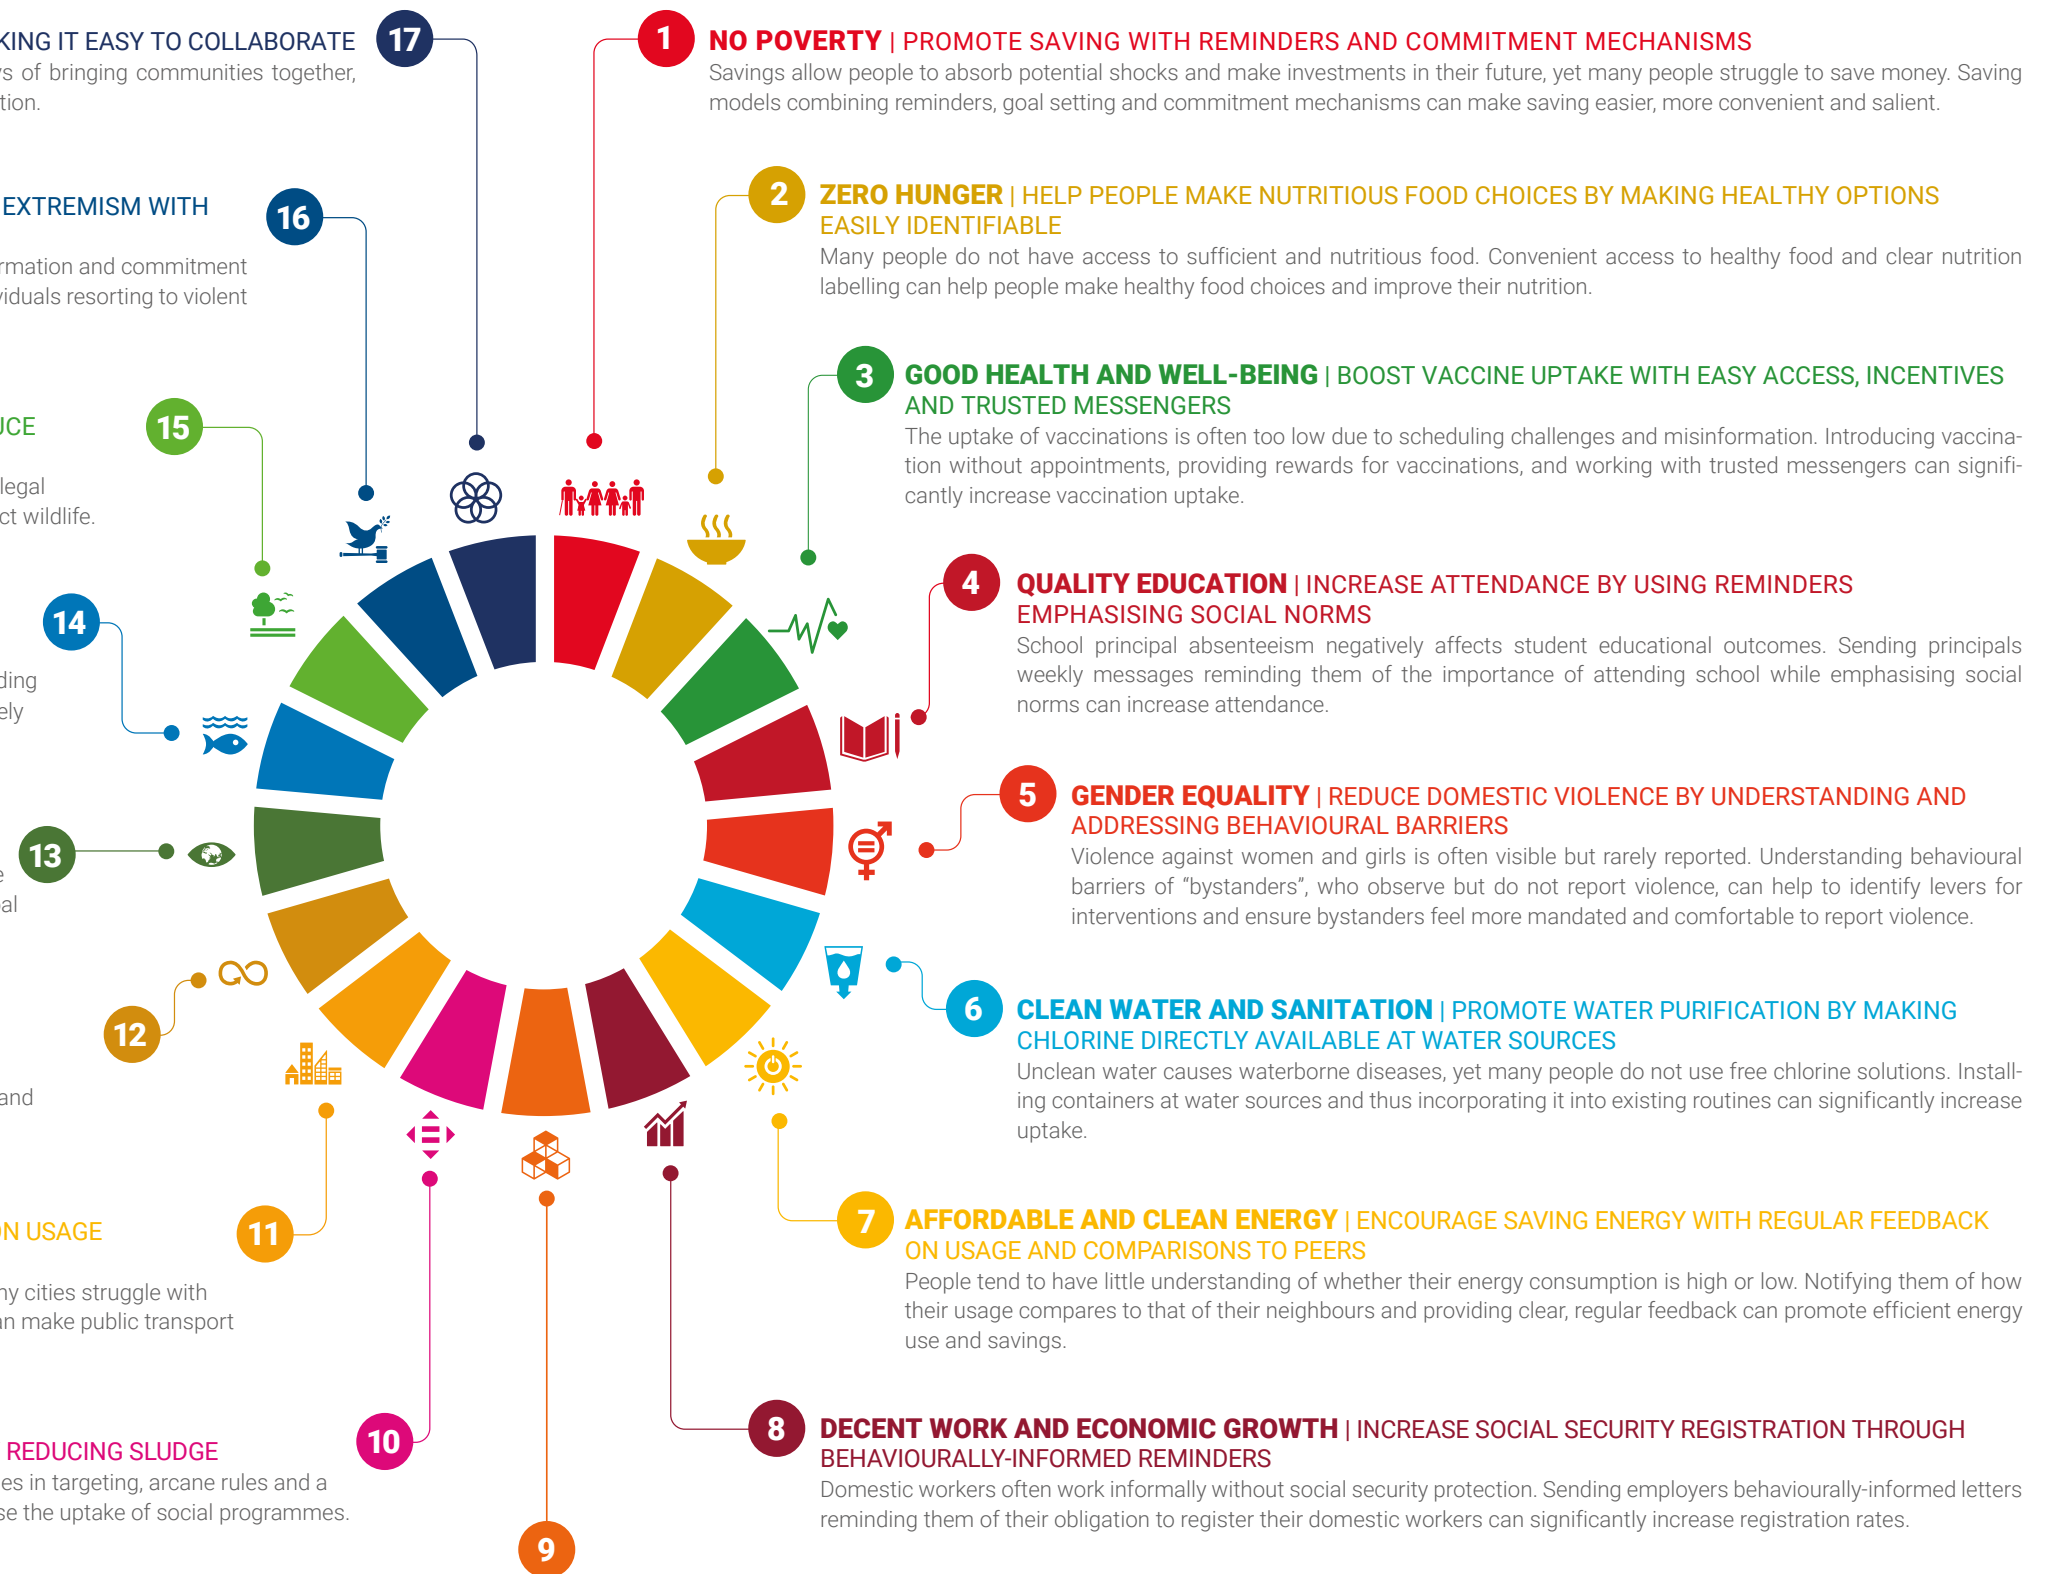 KING IT EASY TO COLLABORATE
of bringing communities together,
17
1
NO POVERTY | PROMOTE SAVING WITH REMINDERS AND COMMITMENT MECHANISMS
Savings allow people to absorb potential shocks and make investments in their future, yet many people struggle to save money. Saving
models combining reminders, goal setting and commitment mechanisms can make saving easier, more convenient and salient.
EXTREMISM WITH
and commitment
resorting to violent
16
2
ZERO HUNGER | HELP PEOPLE MAKE NUTRITIOUS FOOD CHOICES BY MAKING HEALTHY OPTIONS
EASILY IDENTIFIABLE
Many people do not have access to sufficient and nutritious food. Convenient access to healthy food and clear nutrition
labelling can help people make healthy food choices and improve their nutrition.
15
legal
wildlife.
3
GOOD HEALTH AND WELL-BEING | BOOST VACCINE UPTAKE WITH EASY ACCESS, INCENTIVES
AND TRUSTED MESSENGERS
The uptake of vaccinations is often too low due to scheduling challenges and misinformation. Introducing vaccina-
tion without appointments, providing rewards for vaccinations, and working with trusted messengers can signifi-
cantly increase vaccination uptake.
14
4
QUALITY EDUCATION | INCREASE ATTENDANCE BY USING REMINDERS
EMPHASISING SOCIAL NORMS
School principal absenteeism negatively affects student educational outcomes. Sending principals
weekly messages reminding them of the importance of attending school while emphasising social
norms can increase attendance.
13
5
GENDER EQUALITY | REDUCE DOMESTIC VIOLENCE BY UNDERSTANDING AND
ADDRESSING BEHAVIOURAL BARRIERS
Violence against women and girls is often visible but rarely reported. Understanding behavioural
barriers of “bystanders”, who observe but do not report violence, can help to identify levers for
interventions and ensure bystanders feel more mandated and comfortable to report violence.
12
and
6
CLEAN WATER AND SANITATION | PROMOTE WATER PURIFICATION BY MAKING
CHLORINE DIRECTLY AVAILABLE AT WATER SOURCES
Unclean water causes waterborne diseases, yet many people do not use free chlorine solutions. Install-
ing containers at water sources and thus incorporating it into existing routines can significantly increase
uptake.
ON USAGE
cities struggle with
make public transport
11
7
AFFORDABLE AND CLEAN ENERGY | ENCOURAGE SAVING ENERGY WITH REGULAR FEEDBACK
ON USAGE AND COMPARISONS TO PEERS
People tend to have little understanding of whether their energy consumption is high or low. Notifying them of how
their usage compares to that of their neighbours and providing clear, regular feedback can promote efficient energy
use and savings.
REDUCING SLUDGE
in targeting, arcane rules and a
the uptake of social programmes.
10
8
DECENT WORK AND ECONOMIC GROWTH | INCREASE SOCIAL SECURITY REGISTRATION THROUGH
BEHAVIOURALLY-INFORMED REMINDERS
Domestic workers often work informally without social security protection. Sending employers behaviourally-informed letters
reminding them of their obligation to register their domestic workers can significantly increase registration rates.
9